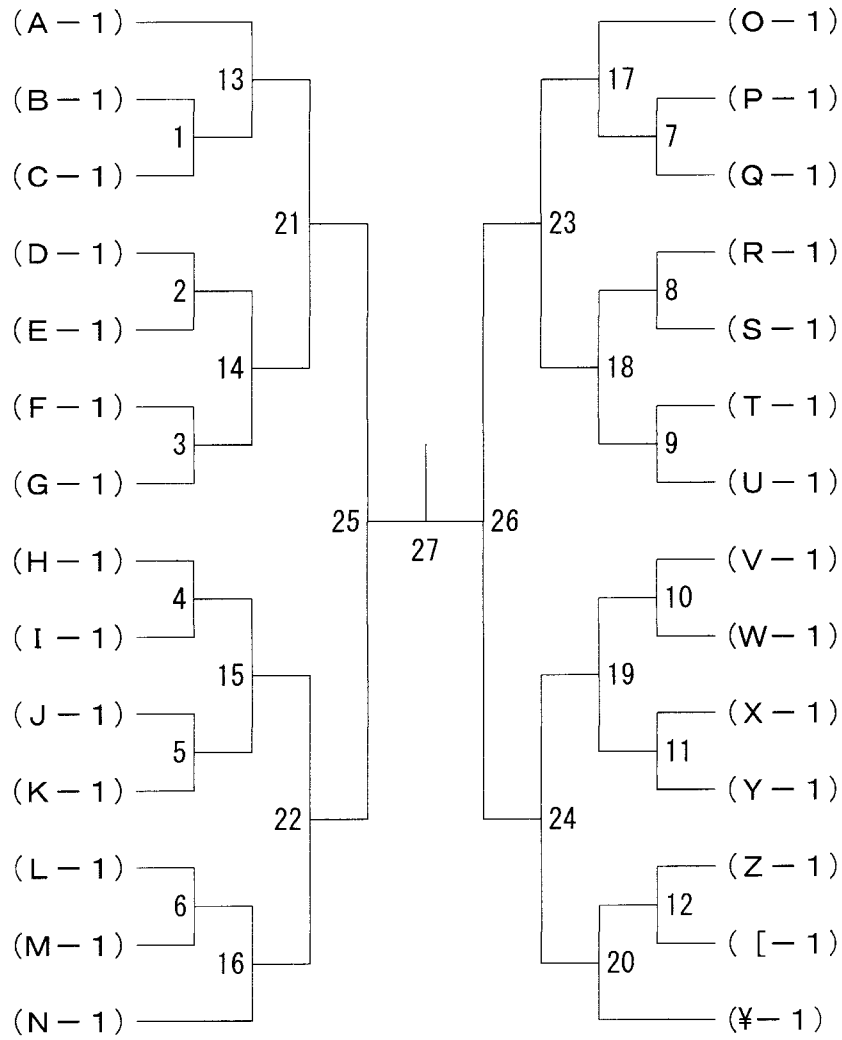 (A－1)
(B－1)
(C－1)
(D－1)
(E－1)
(F－1)
(G－1)
(H－1)
(I－1)
(J－1)
(K－1)
(L－1)
(M－1)
(N－1)
1
2
3
4
5
6
13
14
15
16
21
22
25
27
26
23
24
17
18
19
20
7
8
9
10
11
12
(O－1)
(P－1)
(Q－1)
(R－1)
(S－1)
(T－1)
(U－1)
(V－1)
(W－1)
(X－1)
(Y－1)
(Z－1)
([－1)
(¥－1)